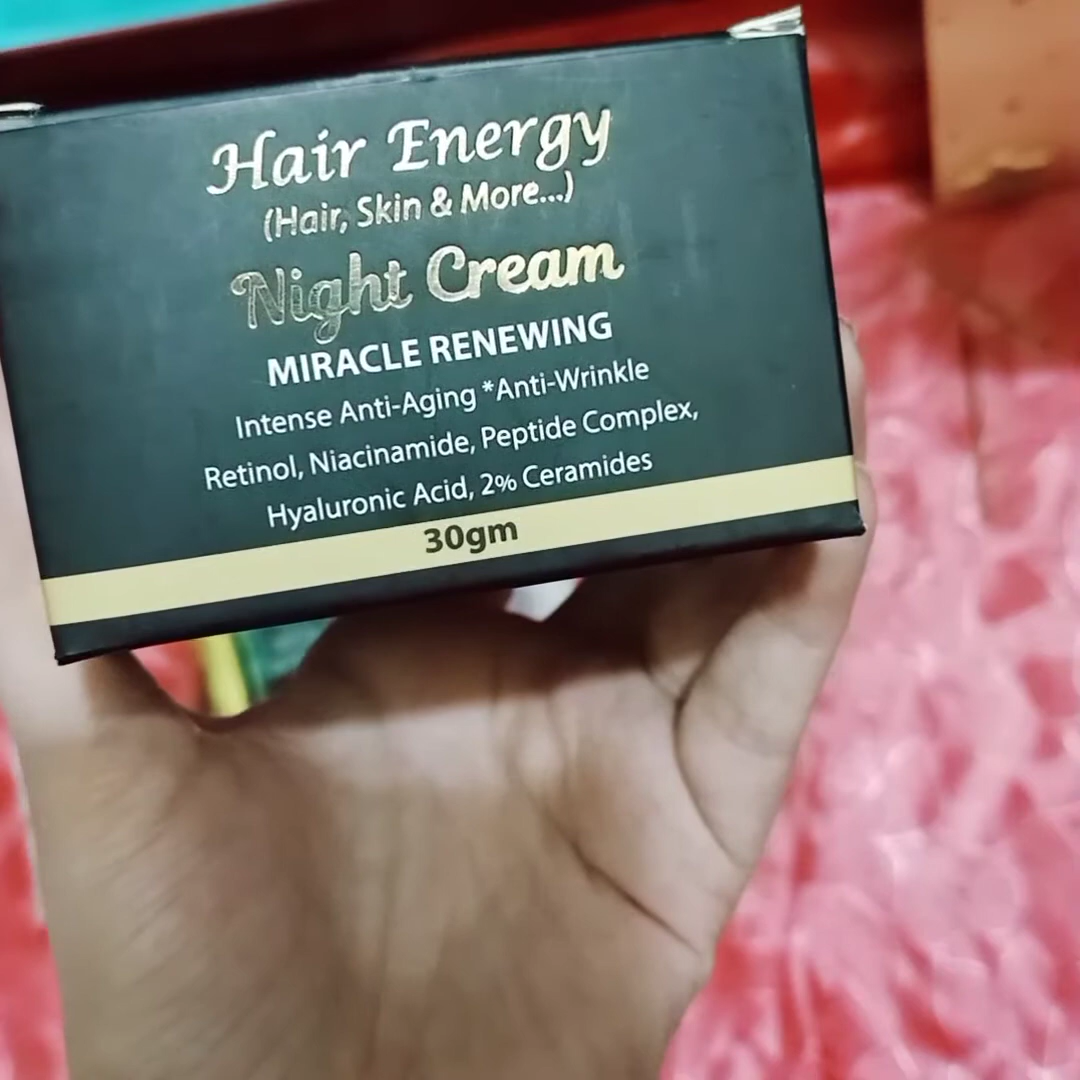 Hair Energy
(Hair, Skin & More...)
Night Cream
MIRACLE RENEWING
Intense Anti-Aging *Anti-Wrinkle
Retinol, Niacinamide, Peptide Complex,
Hyaluronic Acid, 2% Ceramides
30gm